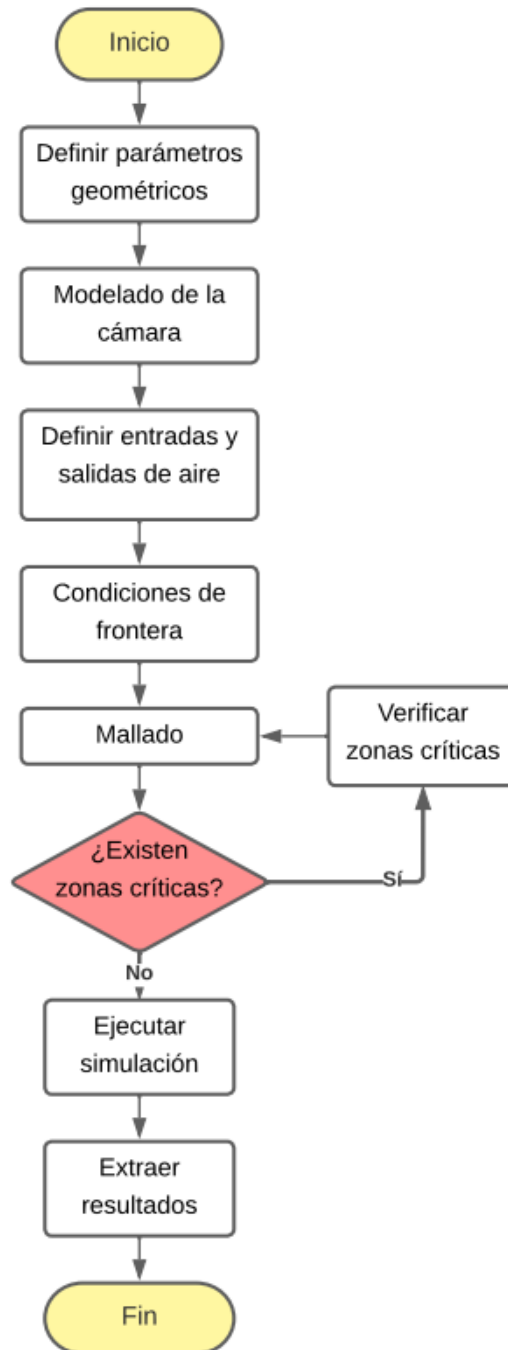 Inicio
Definir parámetros
geométricos
Modelado de la
cámara
Definir entradas y
salidas de aire
Condiciones de
frontera
Mallado
Verificar
zonas críticas
¿Existen
zonas críticas?
Sí
No
Ejecutar
simulación
Extraer
resultados
Fin